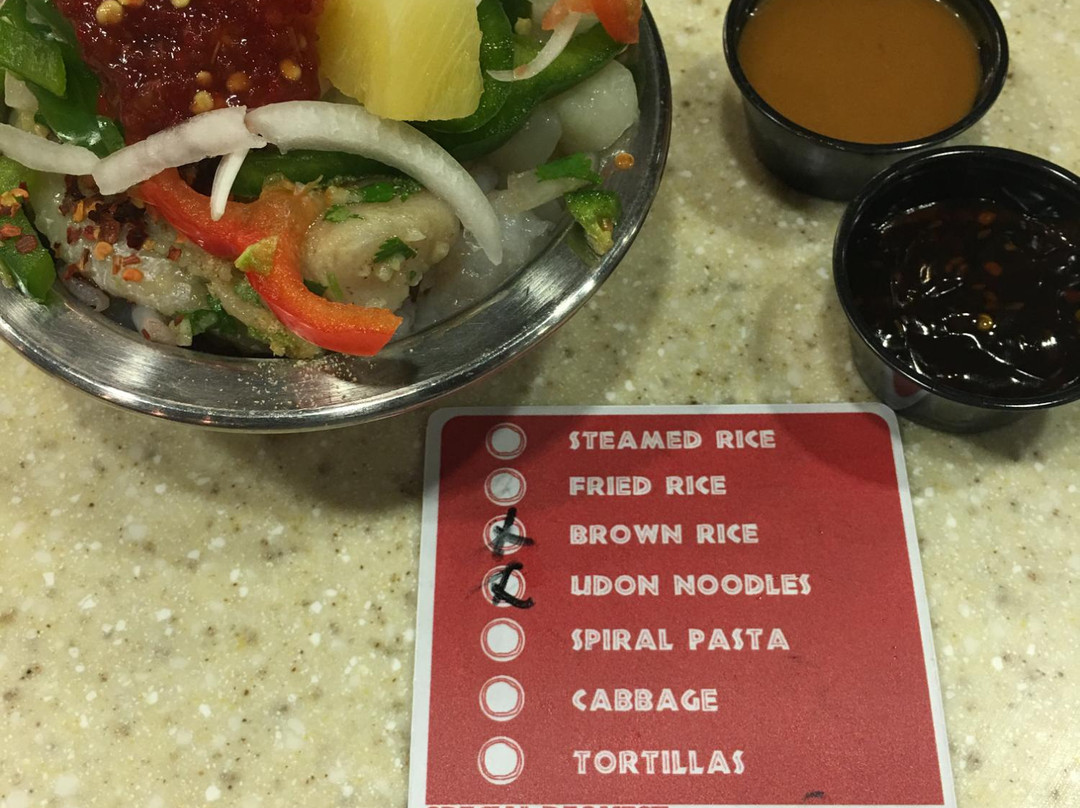 STEAMED RICE
FRIED RICE
BROWN RICE
UDON NOODLES
SPIRAL PASTA
CABBAGE
TORTILLAS